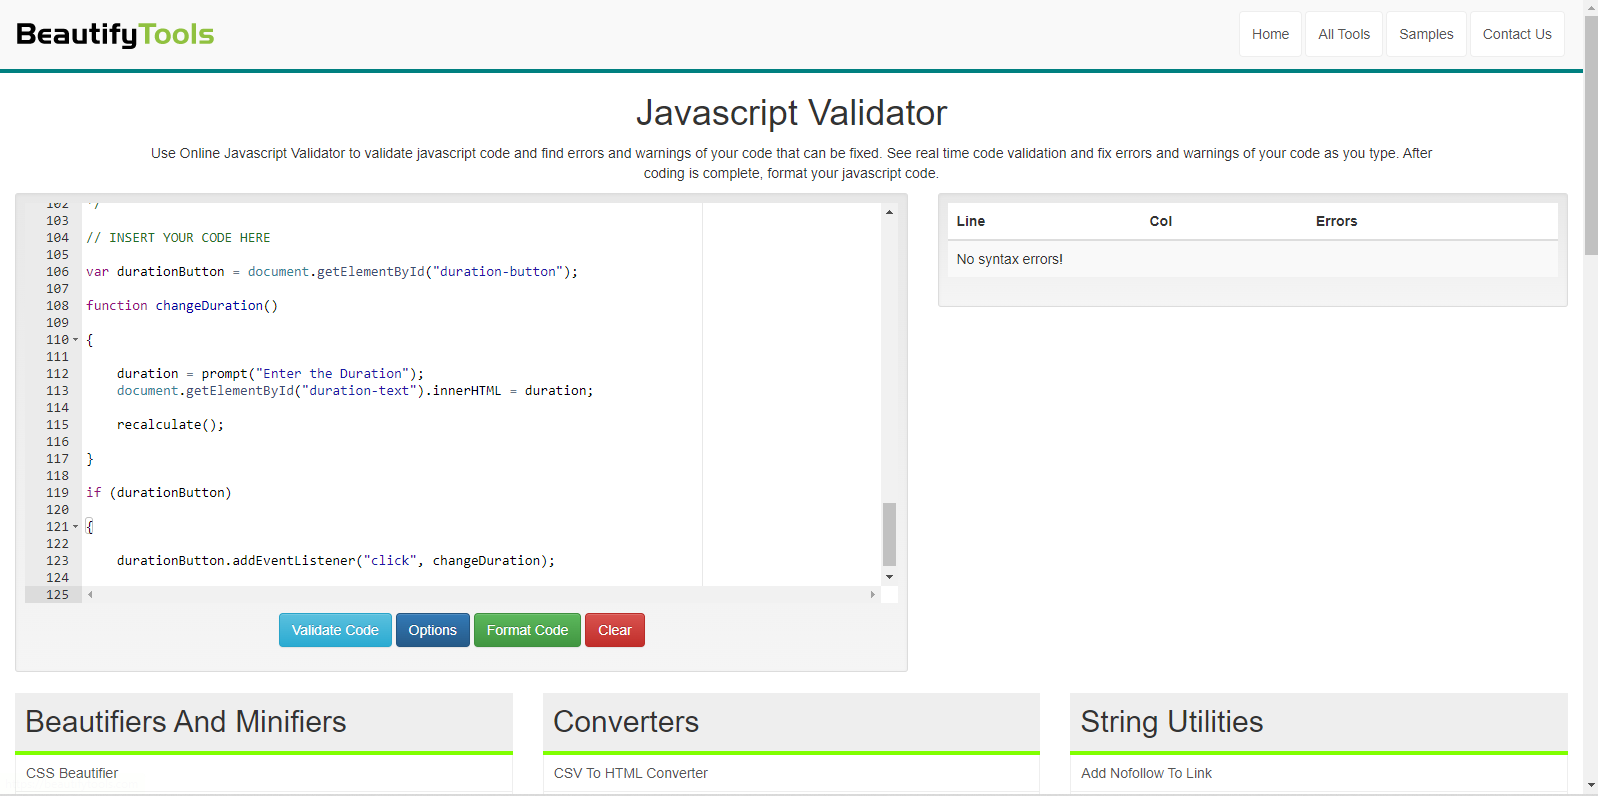 BeautifyTools
Home
All Tools
Samples
Contact Us
Javascript Validator
Use Online Javascript Validator to validate javascript code and find errors and warnings of your code that can be fixed. See real time code validation and fix errors and warnings of your code as you type. After
coding is complete, format your javascript code.
102 */
103
104 // INSERT YOUR CODE HERE
105
106 var durationButton = document.getElementById("duration-button");
107
108 function changeDuration()
109
110 {
111
112 duration = prompt("Enter the Duration");
113 document.getElementById("duration-text").innerHTML = duration;
114
115 recalculate();
116
117 }
118
119 if (durationButton)
120
121 {
122
123 durationButton.addEventListener("click", changeDuration);
124
125
Line Col Errors
No syntax errors!
Validate Code
Options
Format Code
Clear
Beautifiers And Minifiers
CSS Beautifier
Converters
CSV To HTML Converter
String Utilities
Add Nofollow To Link